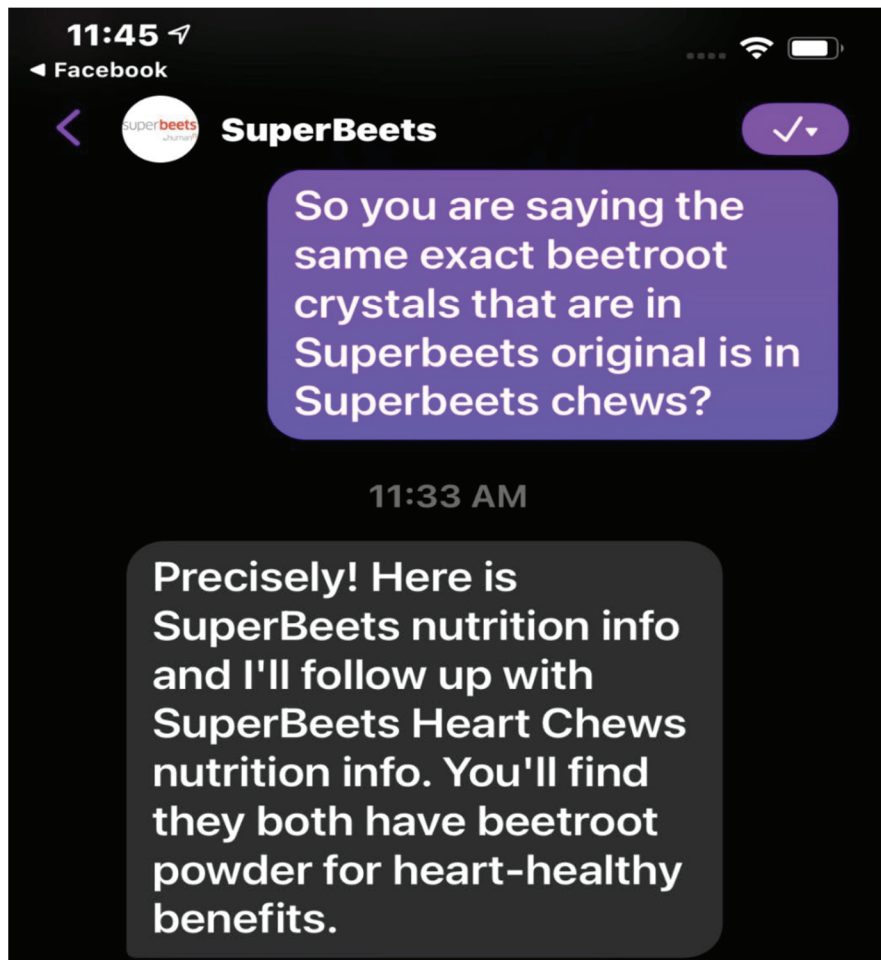 11:45
Facebook
superbeets
SuperBeets
So you are saying the
same exact beetroot
crystals that are in
Superbeets original is in
Superbeets chews?
11:33 AM
Precisely! Here is
SuperBeets nutrition info
and I'll follow up with
SuperBeets Heart Chews
nutrition info. You'll find
they both have beetroot
powder for heart-healthy
benefits.